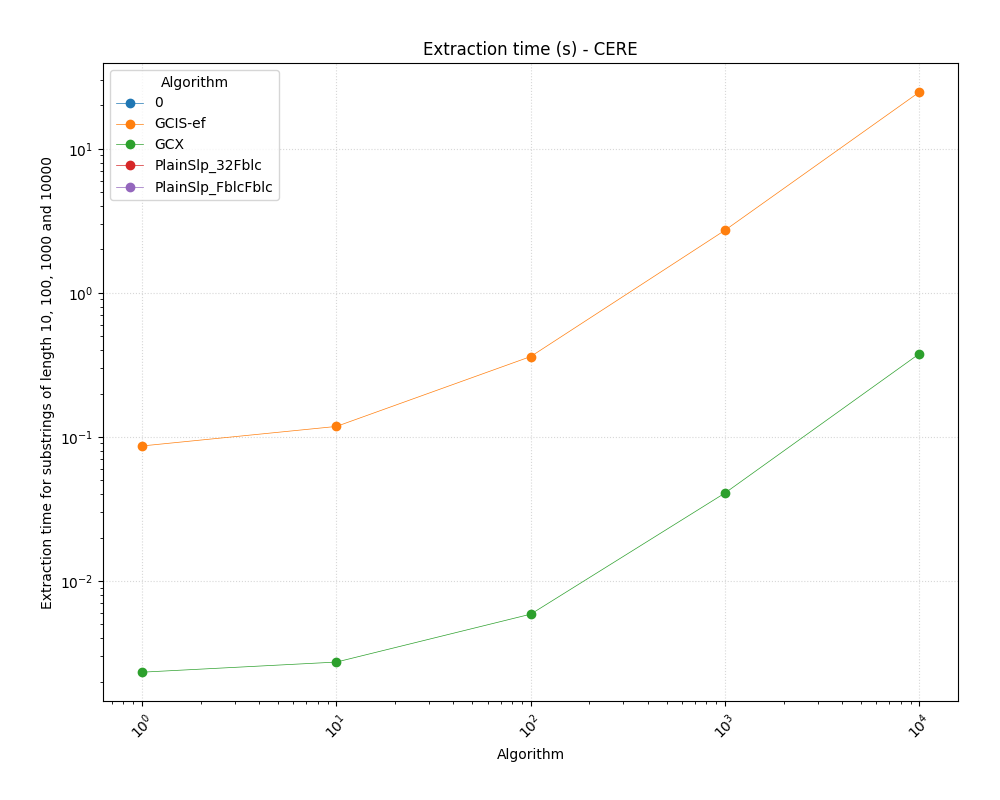 Extraction time (s) - CERE
Algorithm
0
GCIS-ef
GCX
PlainSlp_32Fblc
PlainSlp_FblcFblc
Extraction time for substrings of length 10, 100, 1000 and 10000
10¹
10⁰
10⁻¹
10⁻²
10⁰ 10¹ 10² 10³ 10⁴
Algorithm